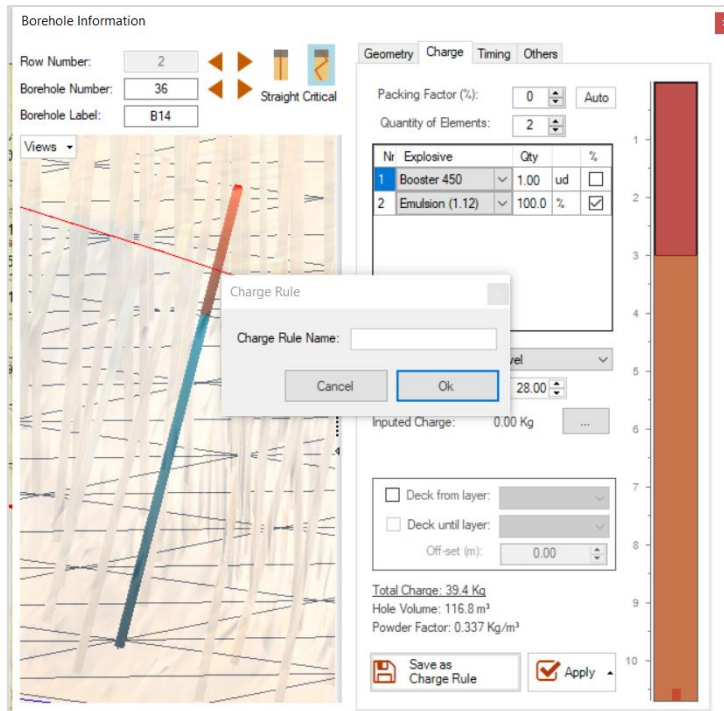 Borehole Information
Row Number: 2
Borehole Number: 36
Borehole Label: B14
Straight Critical
Views
Geometry Charge Timing Others
Packing Factor (%): 0 Auto
Quantity of Elements: 2
Nr Explosive Qty %
1 Booster 450 1.00 ud
2 Emulsion (1.12) 100.0 %
Charge Rule
Charge Rule Name:
Cancel Ok
28.00
Inputed Charge: 0.00 Kg ...
Deck from layer:
Deck until layer:
Off-set (m): 0.00
Total Charge: 39.4 Kg
Hole Volume: 116.8 m³
Powder Factor: 0.337 Kg/m³
Save as
Charge Rule
Apply
1
2
3
4
5
6
7
8
9
10